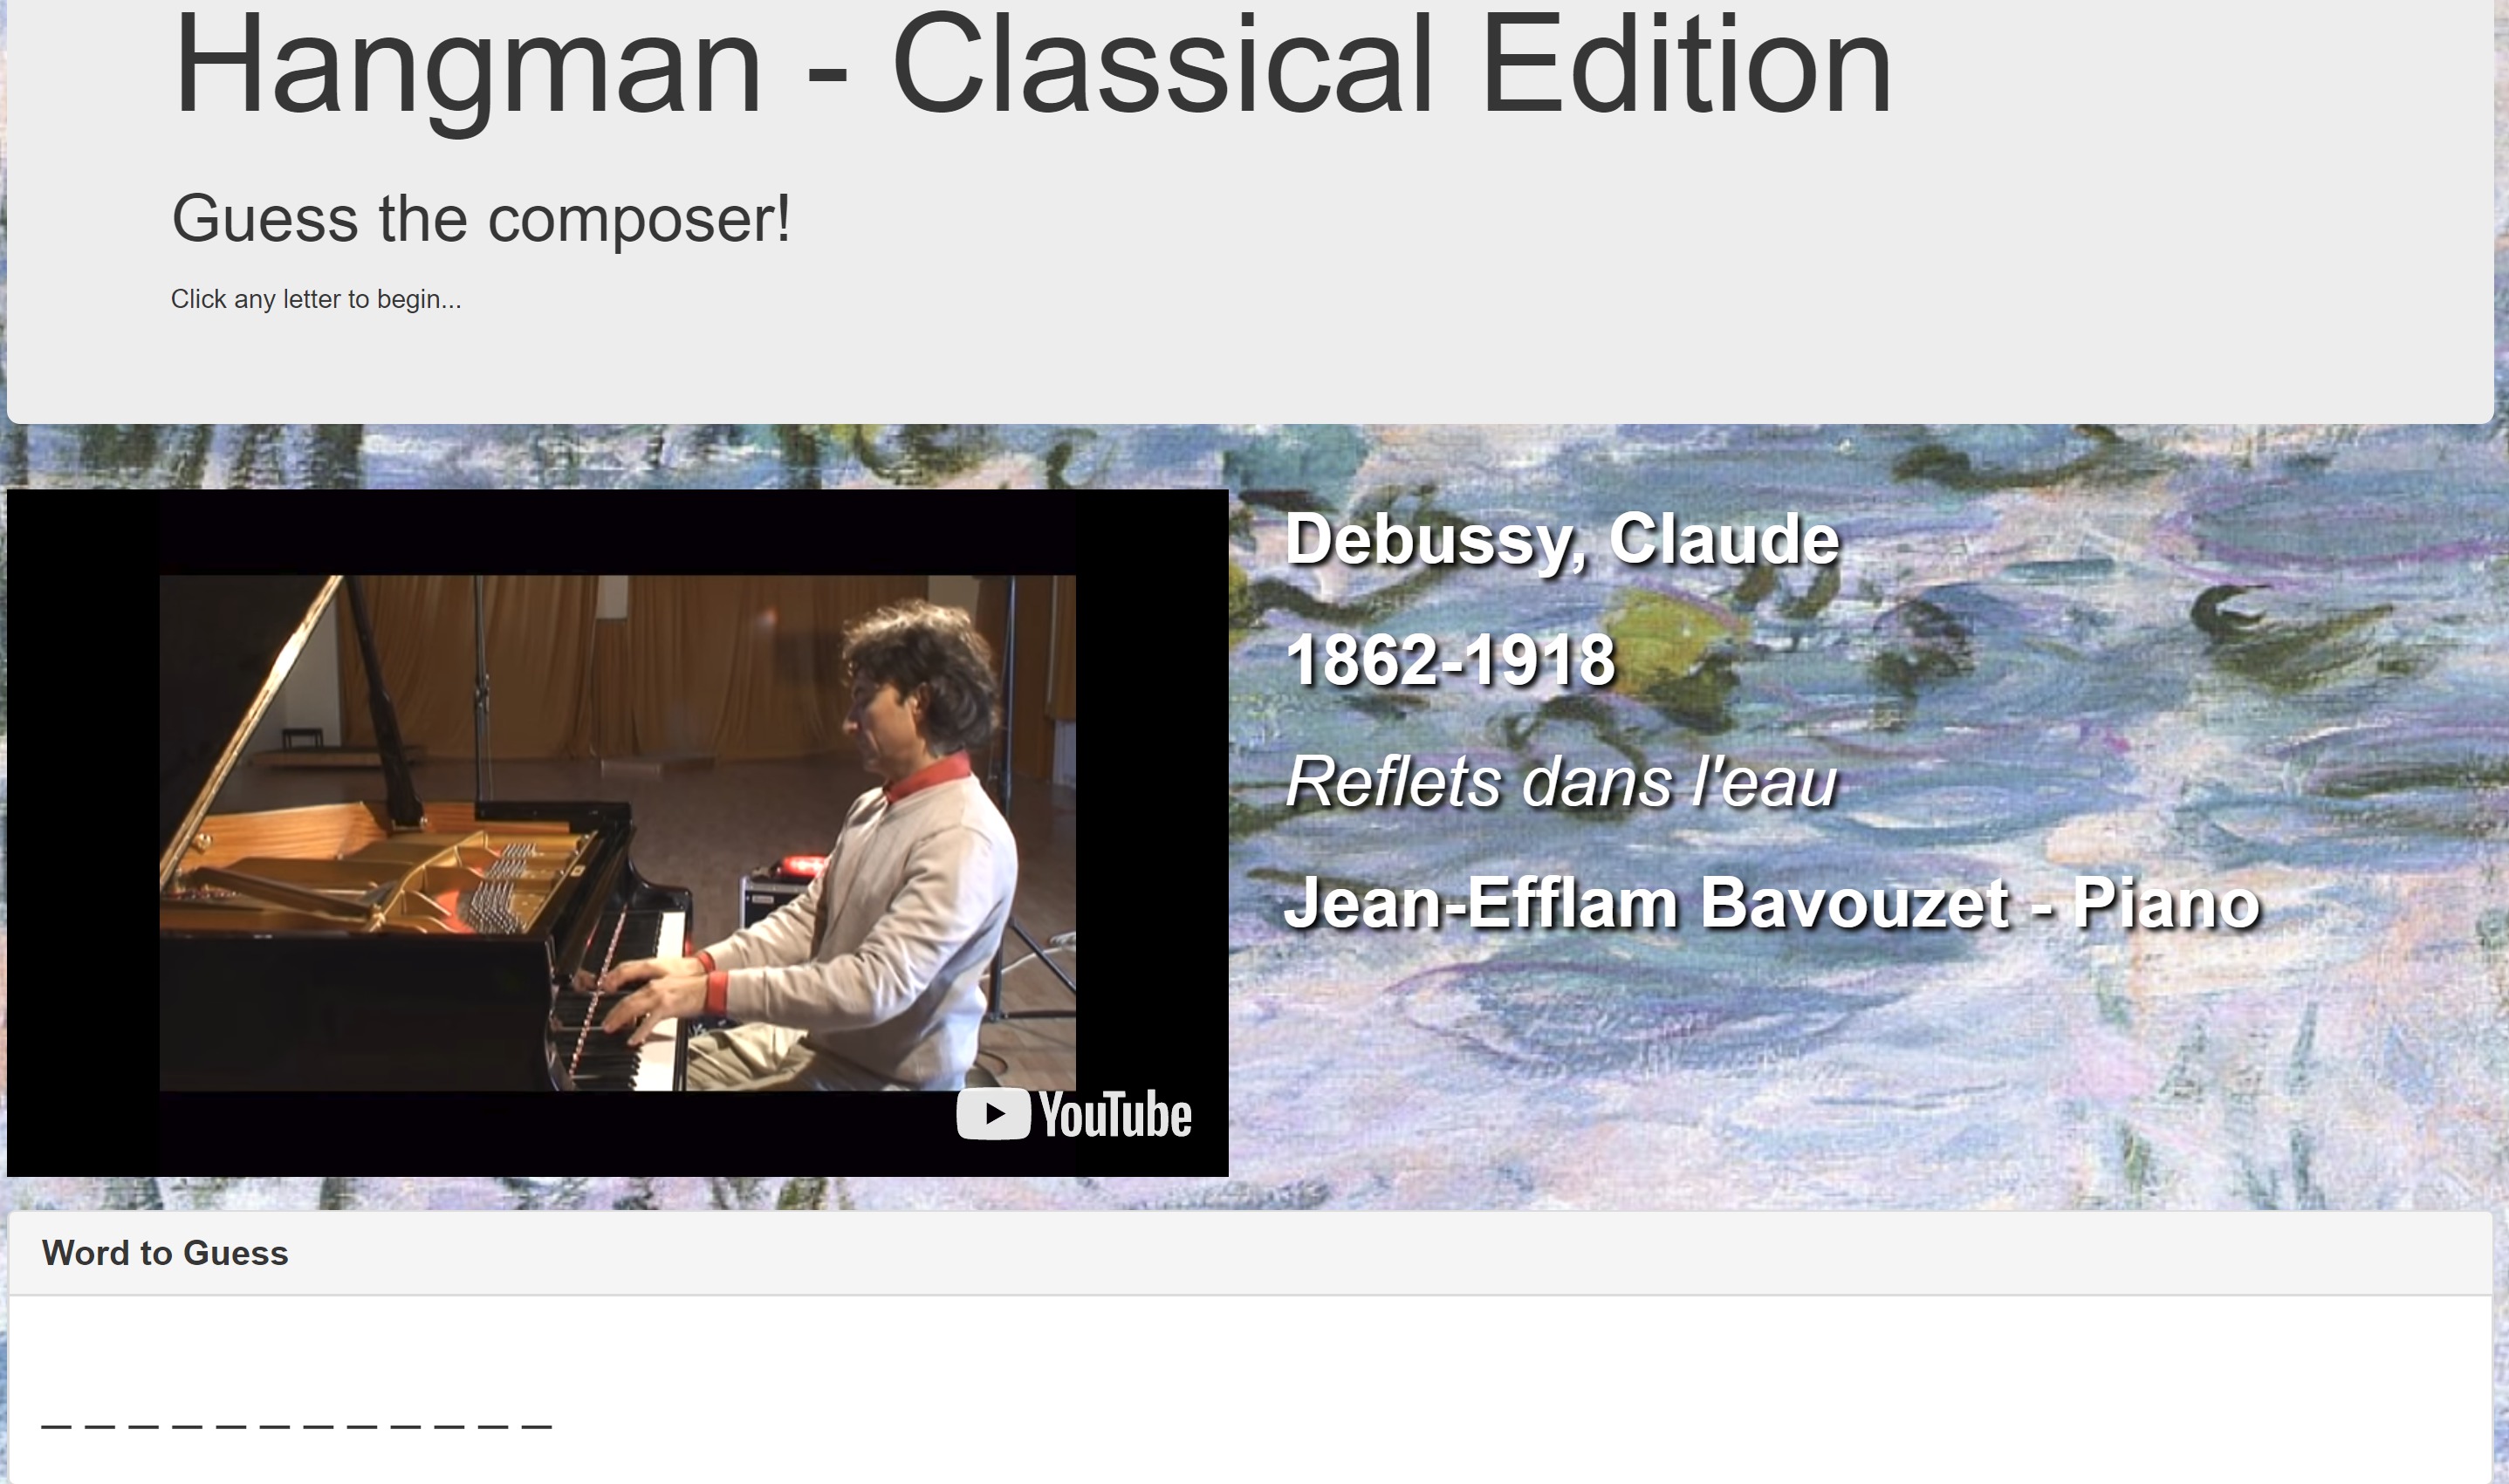 Hangman - Classical Edition
Guess the composer!
Click any letter to begin...
Debussy, Claude
1862-1918
Reflets dans l'eau
Jean-Efflam Bavouzet - Piano
YouTube
Word to Guess
_ _ _ _ _ _ _ _ _ _ _ _